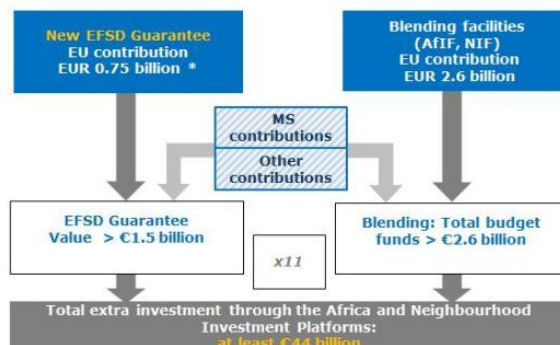 New EFSD Guarantee
EU contribution
EUR 0.75 billion *
Blending facilities
(AfIF, NIF)
EU contribution
EUR 2.6 billion
MS
contributions
Other
contributions
EFSD Guarantee
Value > €1.5 billion
x11
Blending: Total budget
funds > €2.6 billion
Total extra investment through the Africa and Neighbourhood
Investment Platforms:
at least €44 billion